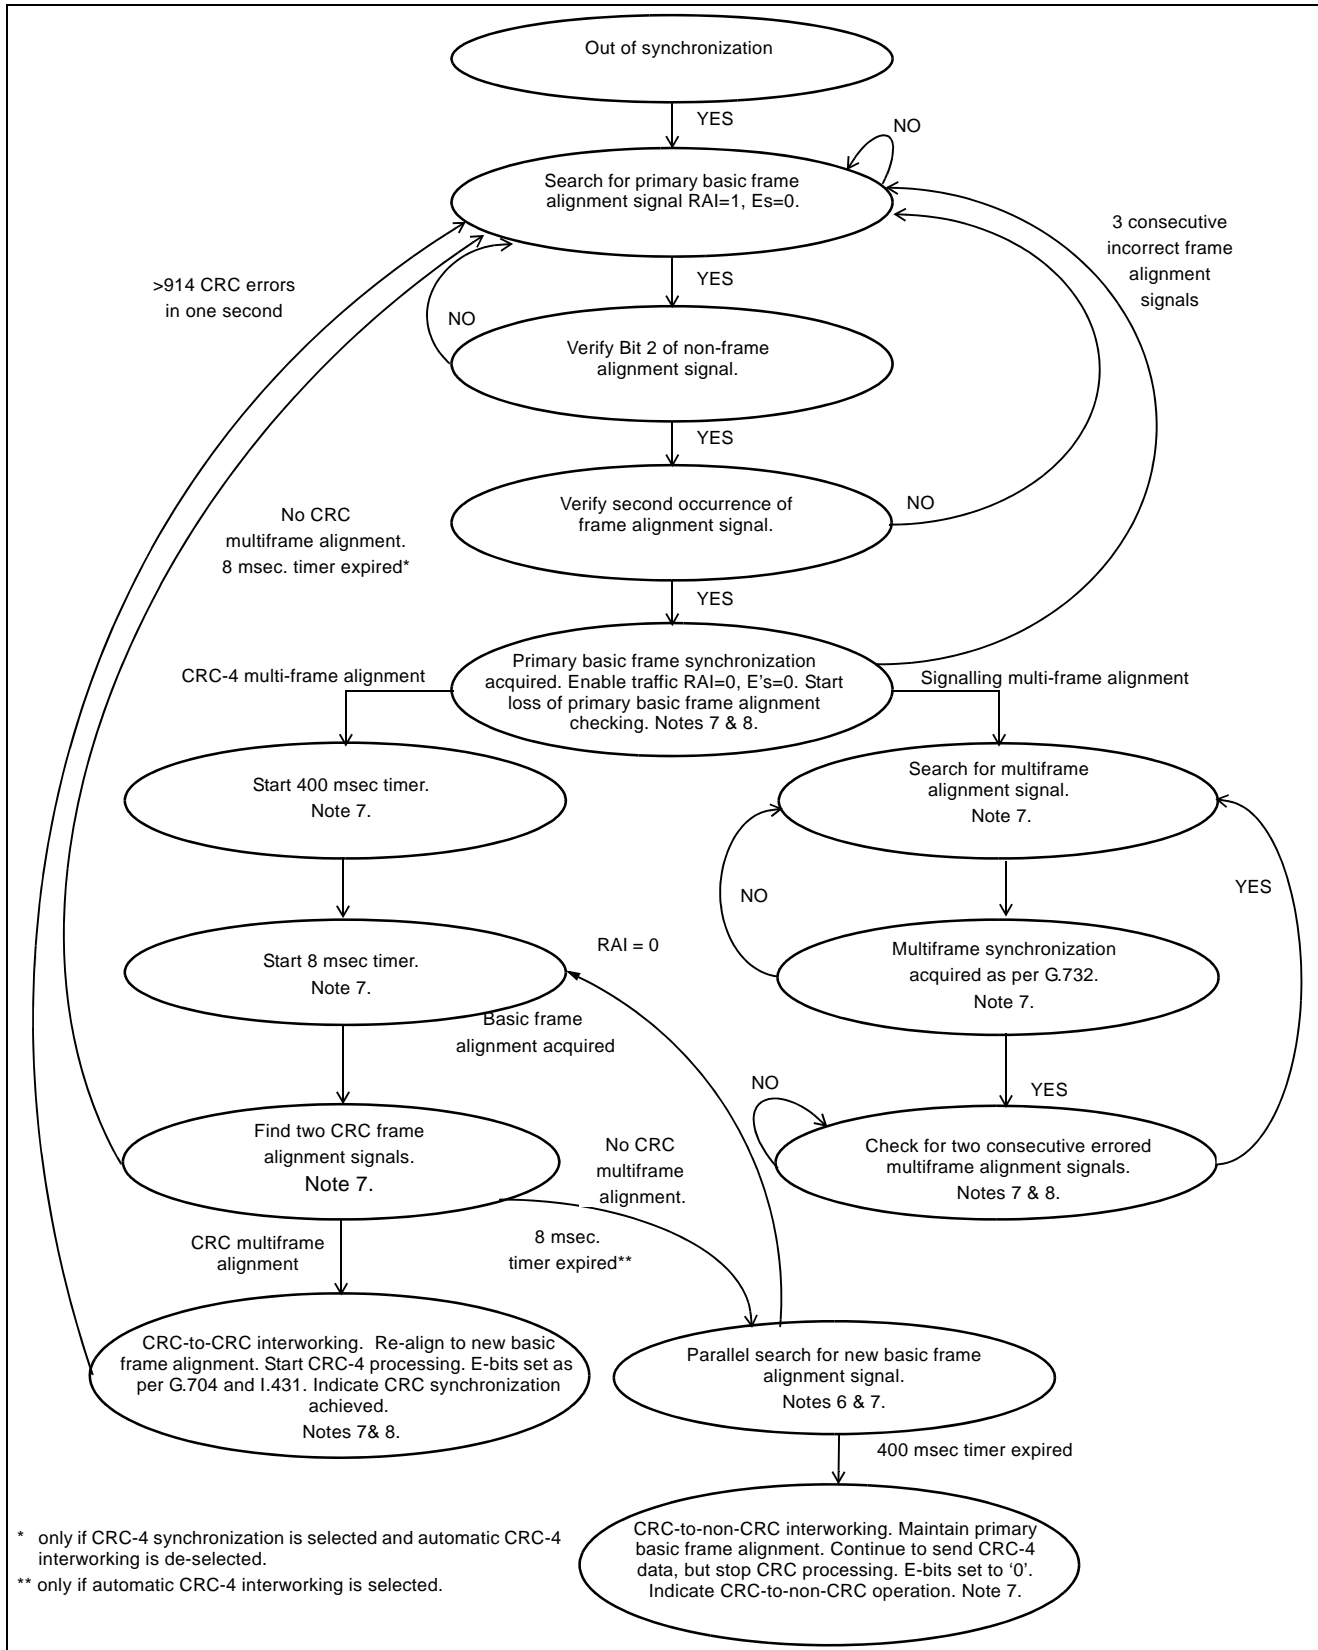 Out of synchronization
YES
NO
Search for primary basic frame
alignment signal RAI=1, Es=0.
3 consecutive
incorrect frame
alignment
signals
YES
>914 CRC errors
in one second
NO
Verify Bit 2 of non-frame
alignment signal.
YES
Verify second occurrence of
frame alignment signal.
NO
No CRC
multiframe alignment.
8 msec. timer expired*
YES
Primary basic frame synchronization
acquired. Enable traffic RAI=0, E's=0. Start
loss of primary basic frame alignment
checking. Notes 7 & 8.
CRC-4 multi-frame alignment
Signalling multi-frame alignment
Start 400 msec timer.
Note 7.
Search for multiframe
alignment signal.
Note 7.
NO
YES
Start 8 msec timer.
Note 7.
RAI = 0
Multiframe synchronization
acquired as per G.732.
Note 7.
Basic frame
alignment acquired
NO
YES
Find two CRC frame
alignment signals.
Note 7.
No CRC
multiframe
alignment.
Check for two consecutive errored
multiframe alignment signals.
Notes 7 & 8.
CRC multiframe
alignment
8 msec.
timer expired**
CRC-to-CRC interworking. Re-align to new basic
frame alignment. Start CRC-4 processing. E-bits set as
per G.704 and I.431. Indicate CRC synchronization
achieved.
Notes 7& 8.
Parallel search for new basic frame
alignment signal.
Notes 6 & 7.
400 msec timer expired
CRC-to-non-CRC interworking. Maintain primary
basic frame alignment. Continue to send CRC-4
data, but stop CRC processing. E-bits set to ‘0’.
Indicate CRC-to-non-CRC operation. Note 7.
* only if CRC-4 synchronization is selected and automatic CRC-4
interworking is de-selected.
** only if automatic CRC-4 interworking is selected.